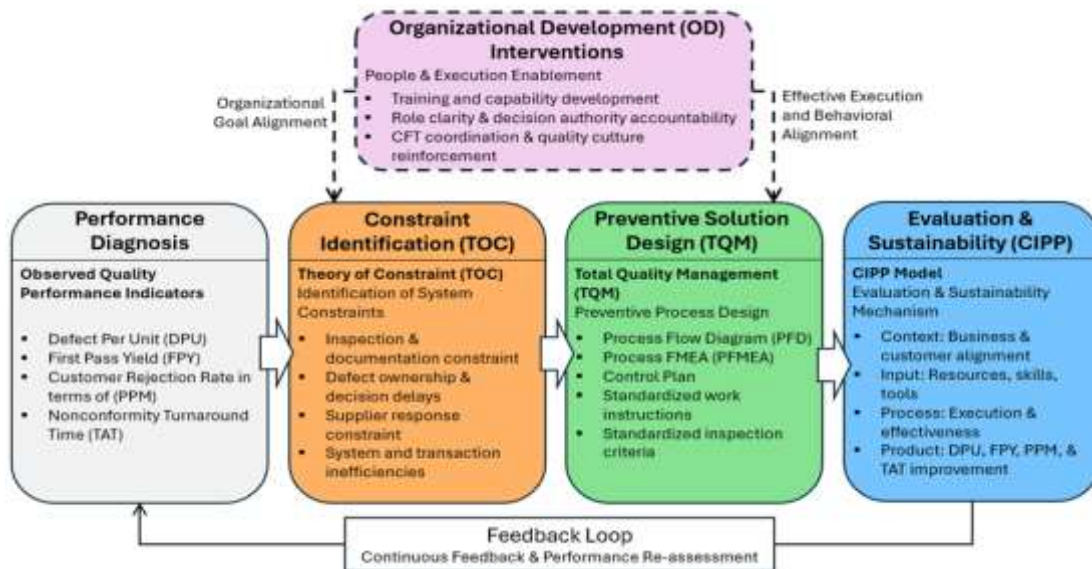 Organizational Development (OD)
Interventions
People & Execution Enablement
▪ Training and capability development
▪ Role clarity & decision authority accountability
▪ CFT coordination & quality culture
reinforcement
Organizational
Goal Alignment
Effective Execution
and Behavioral
Alignment
Performance
Diagnosis
Observed Quality
Performance Indicators
▪ Defect Per Unit (DPU)
▪ First Pass Yield (FPY)
▪ Customer Rejection Rate in
terms of (PPM)
▪ Nonconformity Turnaround
Time (TAT)
Constraint
Identification (TOC)
Theory of Constraint (TOC)
Identification of System
Constraints
▪ Inspection &
documentation constraint
▪ Defect ownership &
decision delays
▪ Supplier response
constraint
▪ System and transaction
inefficiencies
Preventive Solution
Design (TQM)
Total Quality Management
(TQM)
Preventive Process Design
▪ Process Flow Diagram (PFD)
▪ Process FMEA (PFMEA)
▪ Control Plan
▪ Standardized work
instructions
▪ Standardized inspection
criteria
Evaluation &
Sustainability (CIPP)
CIPP Model
Evaluation & Sustainability
Mechanism
▪ Context: Business &
customer alignment
▪ Input: Resources, skills,
tools
▪ Process: Execution &
effectiveness
▪ Product: DPU, FPY, PPM, &
TAT improvement
Feedback Loop
Continuous Feedback & Performance Re-assessment